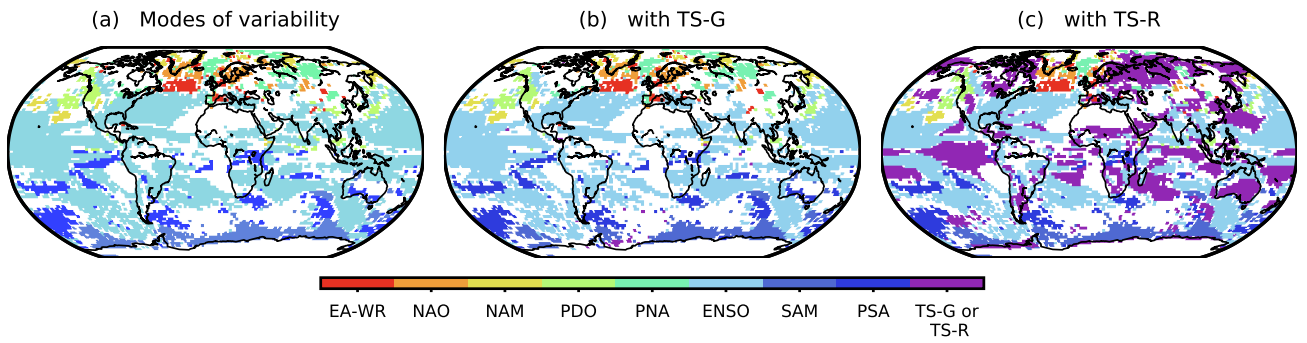 (a) Modes of variability
(b) with TS-G
(c) with TS-R
EA-WR NAO NAM PDO PNA ENSO SAM PSA TS-G or
TS-R